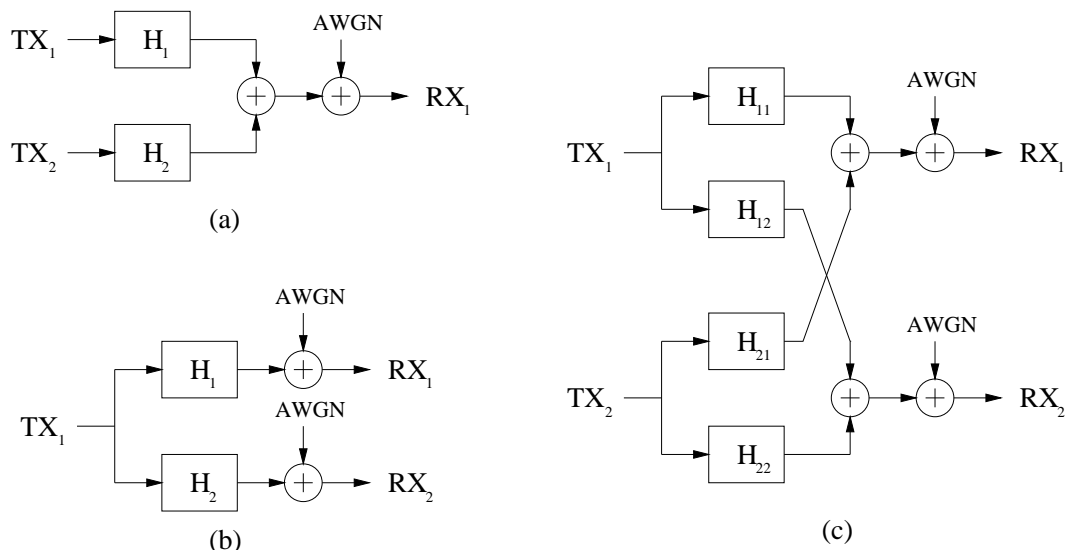 TX₁ H₁ AWGN RX₁
TX₂ H₂
(a)
TX₁ H₁ AWGN RX₁
H₂ AWGN RX₂
(b)
TX₁ H₁₁ AWGN RX₁
H₁₂
TX₂ H₂₁ AWGN RX₂
H₂₂
(c)